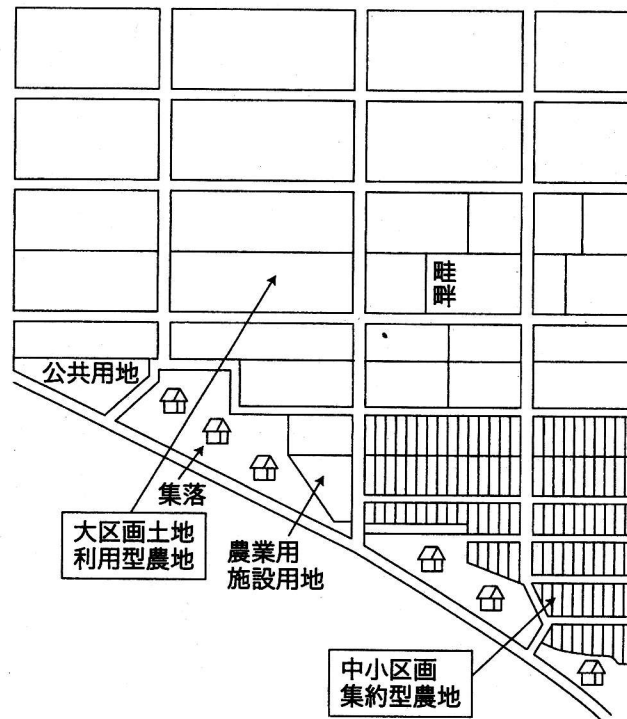 畦畔
公共用地
集落
大区画土地
利用型農地
農業用
施設用地
中小区画
集約型農地